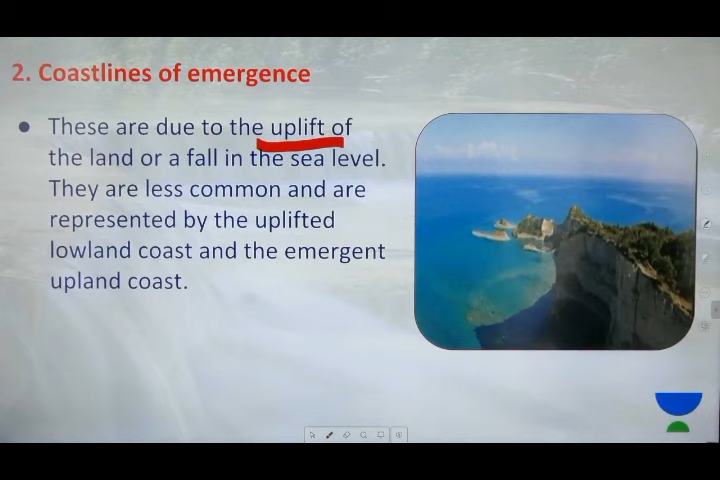 2. Coastlines of emergence
● These are due to the uplift of
the land or a fall in the sea level.
They are less common and are
represented by the uplifted
lowland coast and the emergent
upland coast.